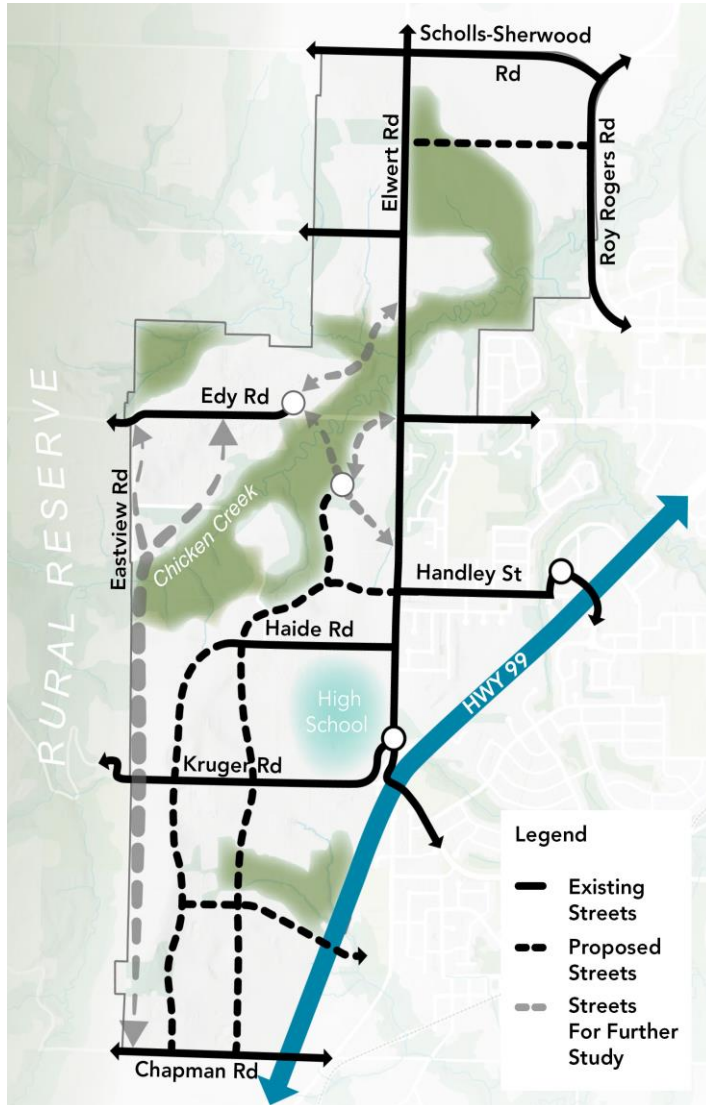 Scholls-Sherwood
Rd
Elwert Rd
Roy Rogers Rd
Edy Rd
RURAL RESERVE
Eastview Rd
Chicken Creek
Handley St
Haide Rd
HWY 99
High
School
Kruger Rd
Chapman Rd
Legend
Existing
Streets
Proposed
Streets
Streets
For Further
Study